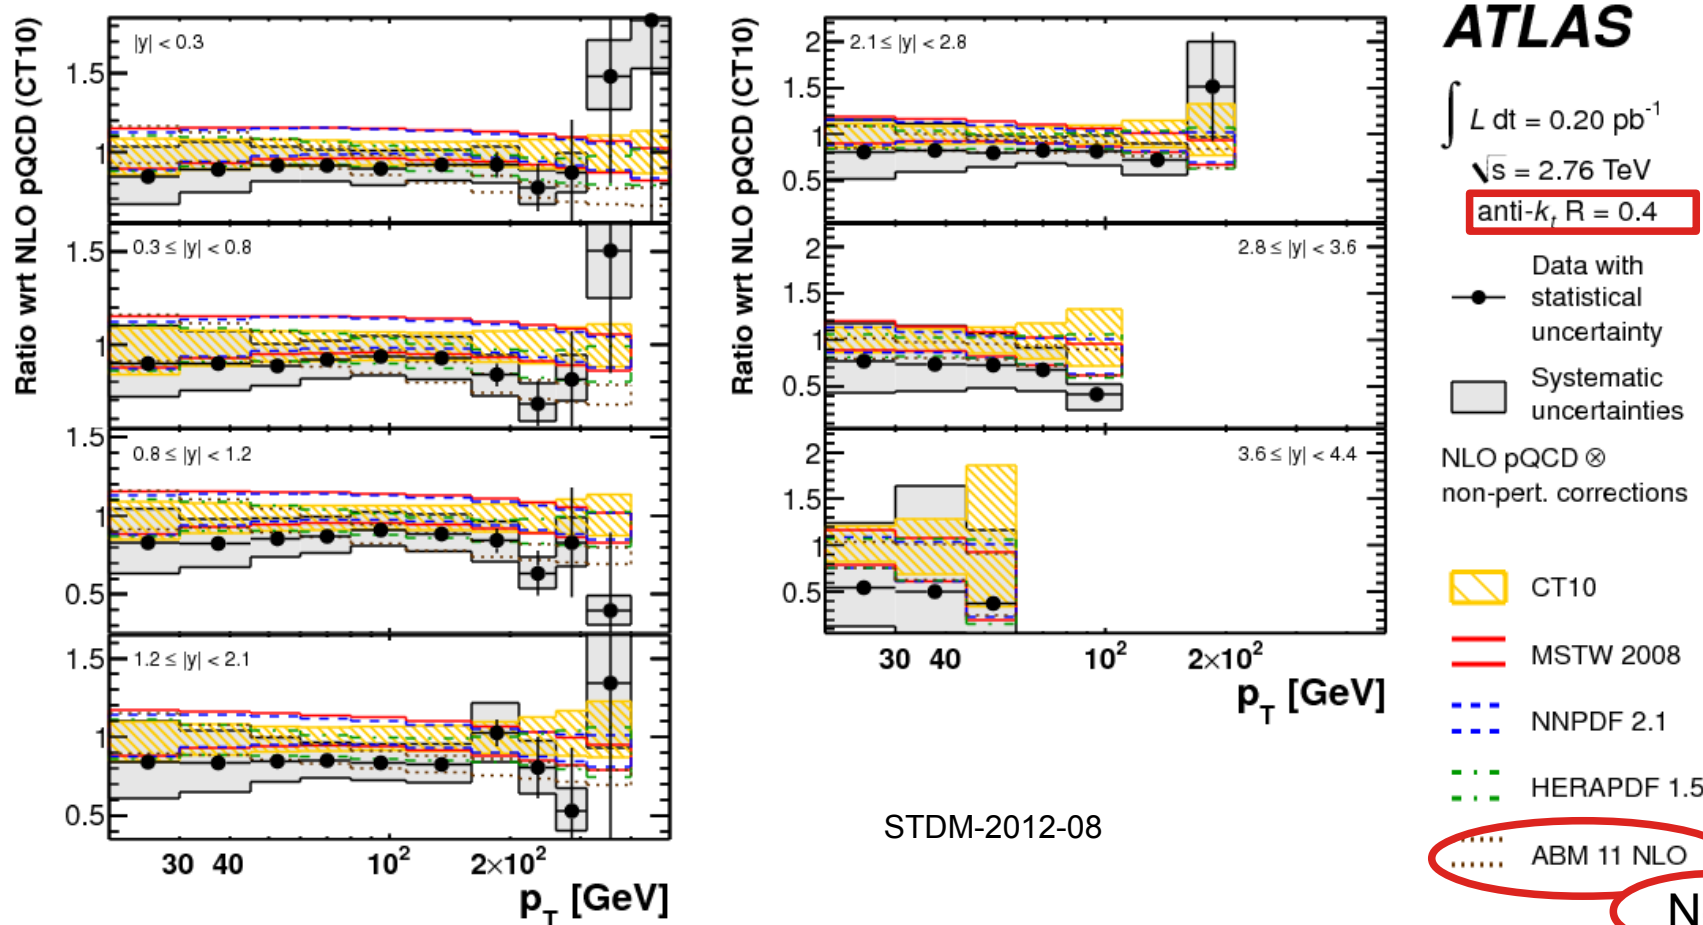 Ratio wrt NLO pQCD (CT10)
|y| < 0.3
1.5
1
0.3 ≤ |y| < 0.8
1.5
1
0.8 ≤ |y| < 1.2
1.5
1
0.5
1.2 ≤ |y| < 2.1
1.5
1
0.5
30 40 10² 2×10²
p_T [GeV]
Ratio wrt NLO pQCD (CT10)
2.1 ≤ |y| < 2.8
2
1.5
1
0.5
2.8 ≤ |y| < 3.6
2
1.5
1
0.5
3.6 ≤ |y| < 4.4
2
1.5
1
0.5
30 40 10² 2×10²
p_T [GeV]
STDM-2012-08
ATLAS
∫ L dt = 0.20 pb⁻¹
√s = 2.76 TeV
anti-k_t R = 0.4
Data with
statistical
uncertainty
Systematic
uncertainties
NLO pQCD ⊗
non-pert. corrections
CT10
MSTW 2008
NNPDF 2.1
HERAPDF 1.5
ABM 11 NLO
N